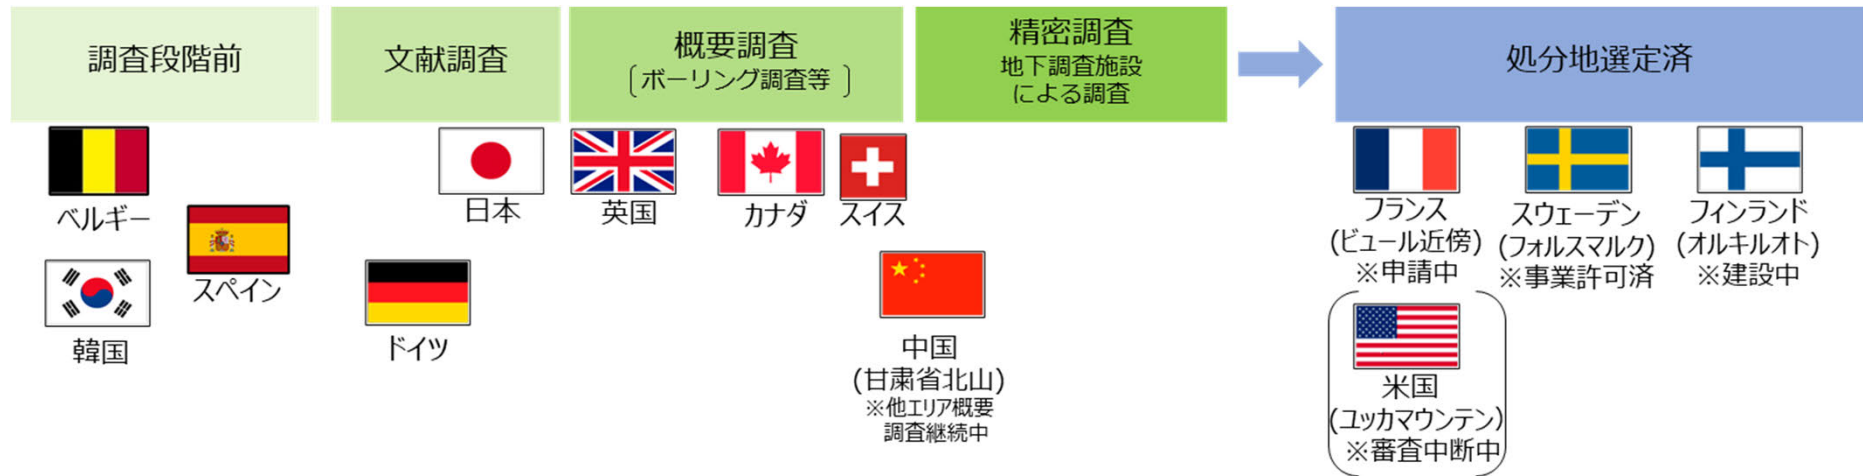 調査段階前
文献調査
概要調査
〔ボーリング調査等〕
精密調査
地下調査施設
による調査
処分地選定済
ベルギー
スペイン
韓国
日本
ドイツ
英国
カナダ
スイス
中国
(甘粛省北山)
※他エリア概要
調査継続中
フランス
(ビュール近傍)
※申請中
スウェーデン
(フォルスマルク)
※事業許可済
フィンランド
(オルキルオト)
※建設中
米国
(ユッカマウンテン)
※審査中断中